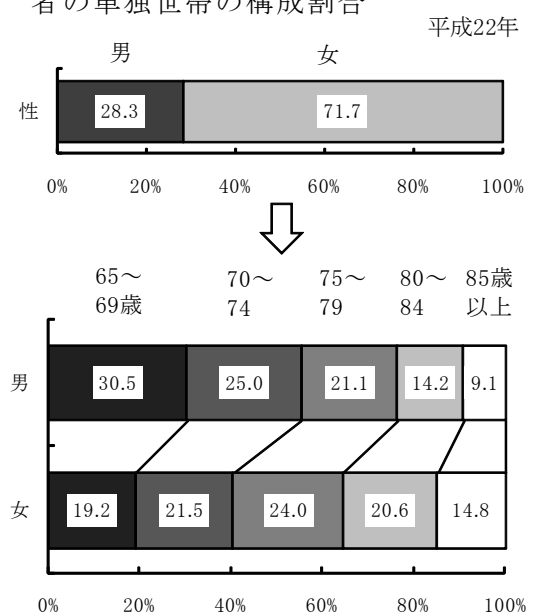 者の単独世帯の構成割合
平成22年
男 女
性 28.3 71.7
0% 20% 40% 60% 80% 100%
65～ 70～ 75～ 80～ 85歳
69歳 74 79 84 以上
男 30.5 25.0 21.1 14.2 9.1
女 19.2 21.5 24.0 20.6 14.8
0% 20% 40% 60% 80% 100%